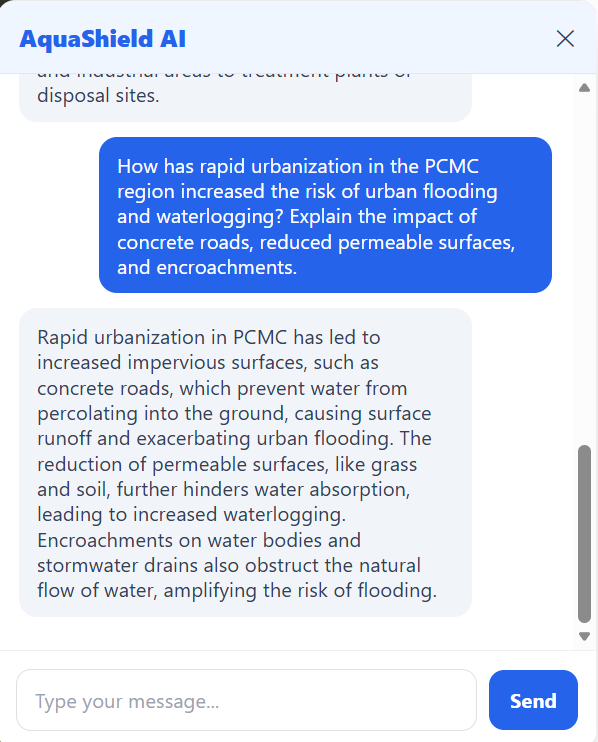 AquaShield AI
and industrial areas to treatment plants or
disposal sites.
How has rapid urbanization in the PCMC
region increased the risk of urban flooding
and waterlogging? Explain the impact of
concrete roads, reduced permeable surfaces,
and encroachments.
Rapid urbanization in PCMC has led to
increased impervious surfaces, such as
concrete roads, which prevent water from
percolating into the ground, causing surface
runoff and exacerbating urban flooding. The
reduction of permeable surfaces, like grass
and soil, further hinders water absorption,
leading to increased waterlogging.
Encroachments on water bodies and
stormwater drains also obstruct the natural
flow of water, amplifying the risk of flooding.
Type your message...
Send